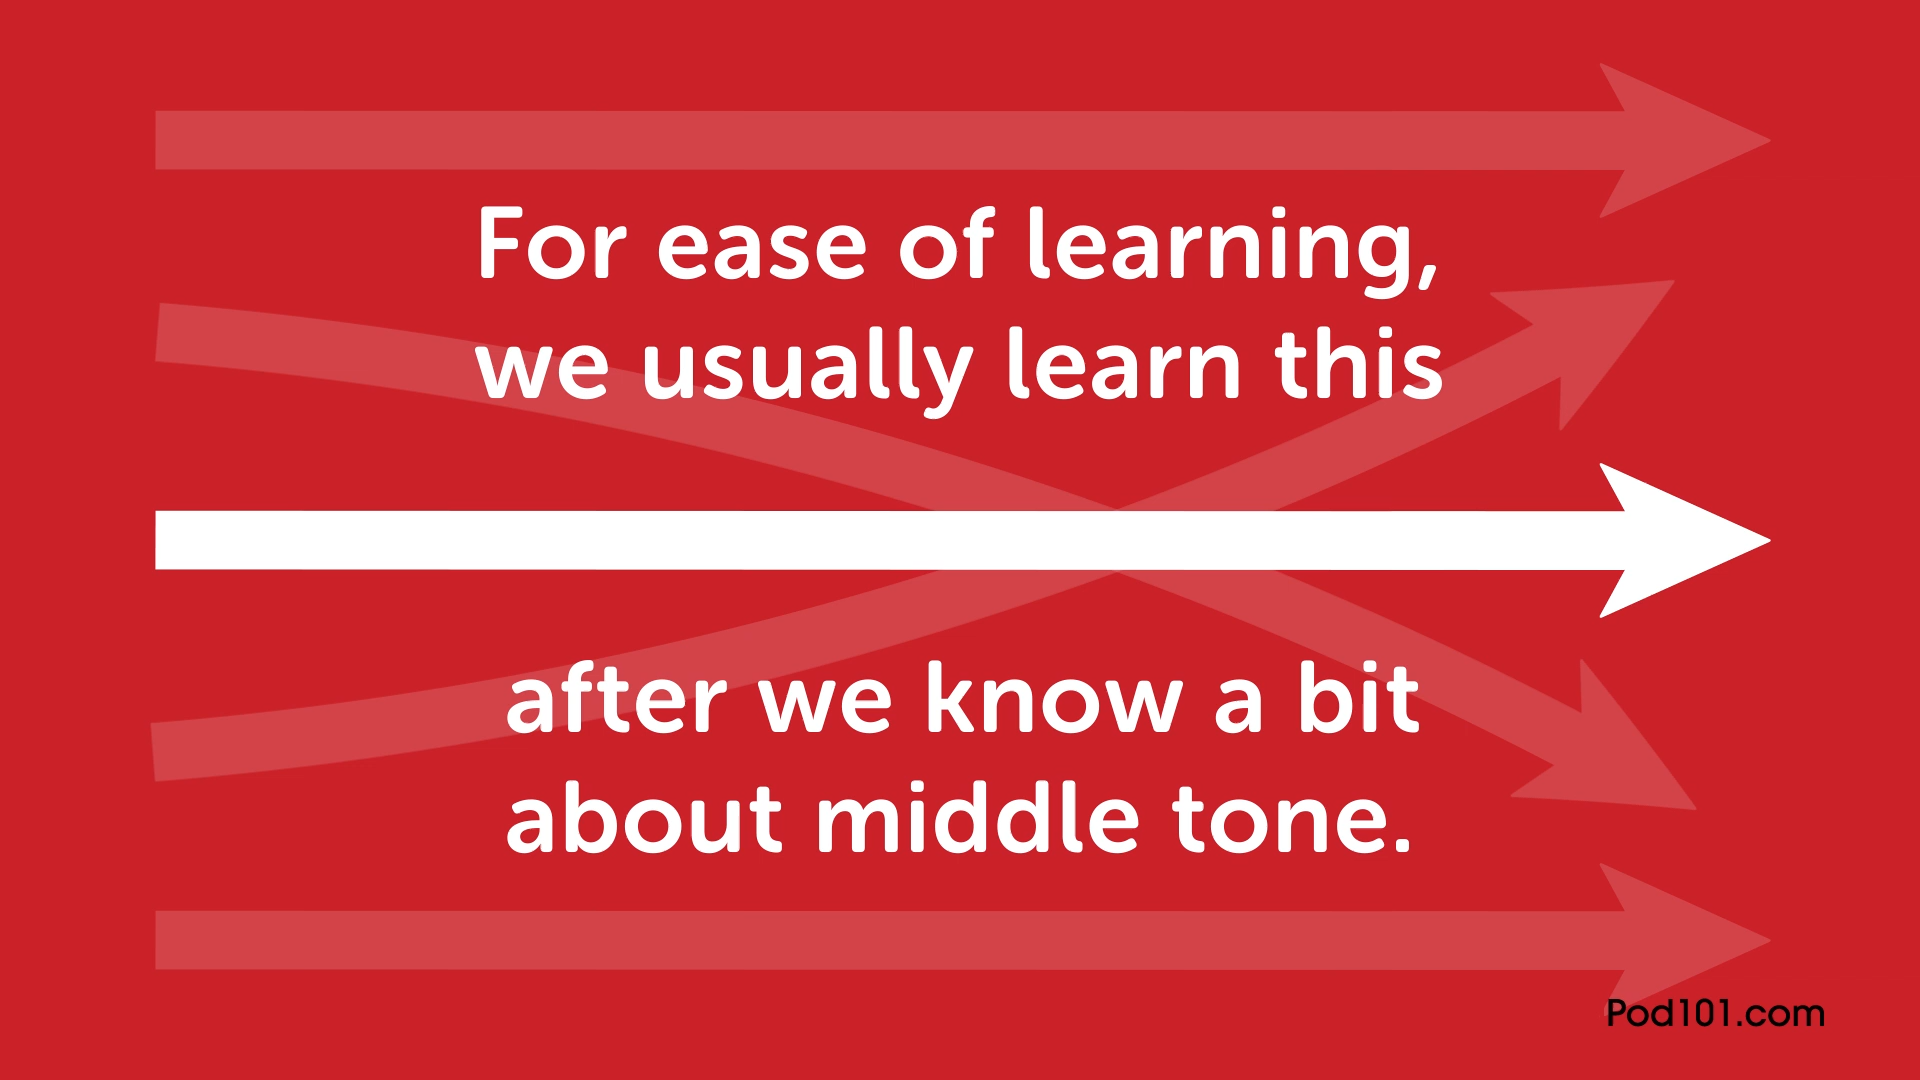 For ease of learning,
we usually learn this
after we know a bit
about middle tone.
Pod101.com